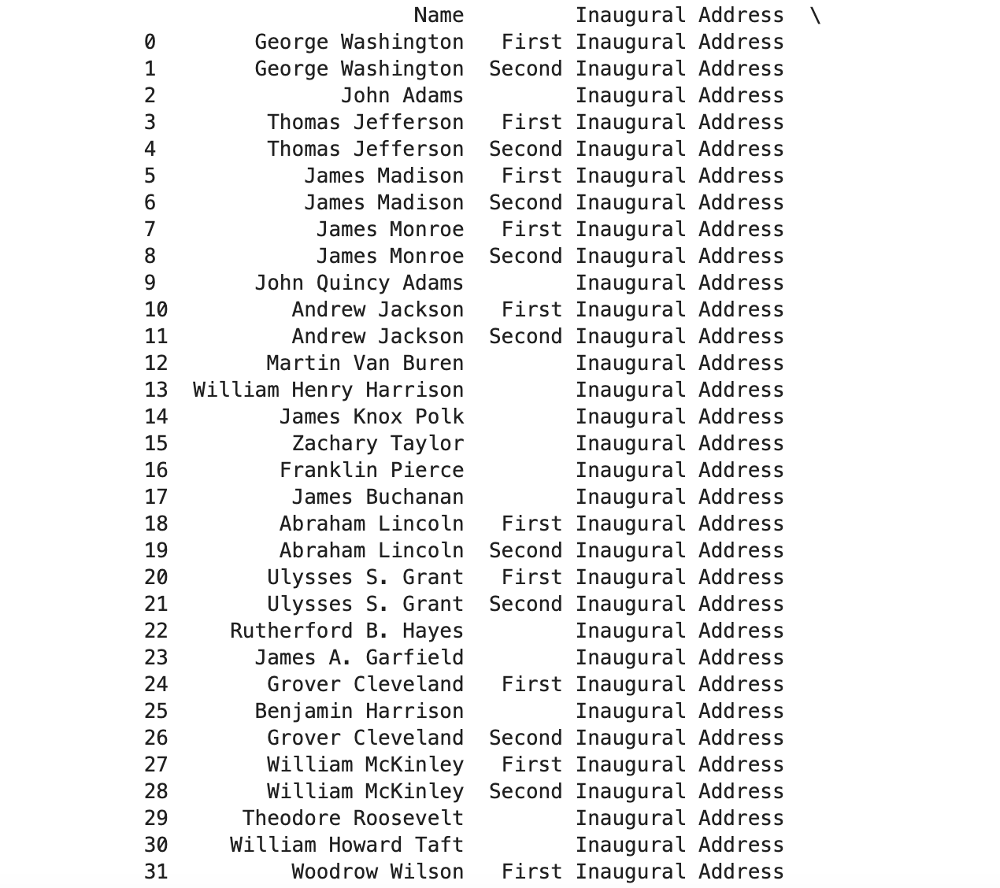 Name Inaugural Address \
0 George Washington First Inaugural Address
1 George Washington Second Inaugural Address
2 John Adams Inaugural Address
3 Thomas Jefferson First Inaugural Address
4 Thomas Jefferson Second Inaugural Address
5 James Madison First Inaugural Address
6 James Madison Second Inaugural Address
7 James Monroe First Inaugural Address
8 James Monroe Second Inaugural Address
9 John Quincy Adams Inaugural Address
10 Andrew Jackson First Inaugural Address
11 Andrew Jackson Second Inaugural Address
12 Martin Van Buren Inaugural Address
13 William Henry Harrison Inaugural Address
14 James Knox Polk Inaugural Address
15 Zachary Taylor Inaugural Address
16 Franklin Pierce Inaugural Address
17 James Buchanan Inaugural Address
18 Abraham Lincoln First Inaugural Address
19 Abraham Lincoln Second Inaugural Address
20 Ulysses S. Grant First Inaugural Address
21 Ulysses S. Grant Second Inaugural Address
22 Rutherford B. Hayes Inaugural Address
23 James A. Garfield Inaugural Address
24 Grover Cleveland First Inaugural Address
25 Benjamin Harrison Inaugural Address
26 Grover Cleveland Second Inaugural Address
27 William McKinley First Inaugural Address
28 William McKinley Second Inaugural Address
29 Theodore Roosevelt Inaugural Address
30 William Howard Taft Inaugural Address
31 Woodrow Wilson First Inaugural Address